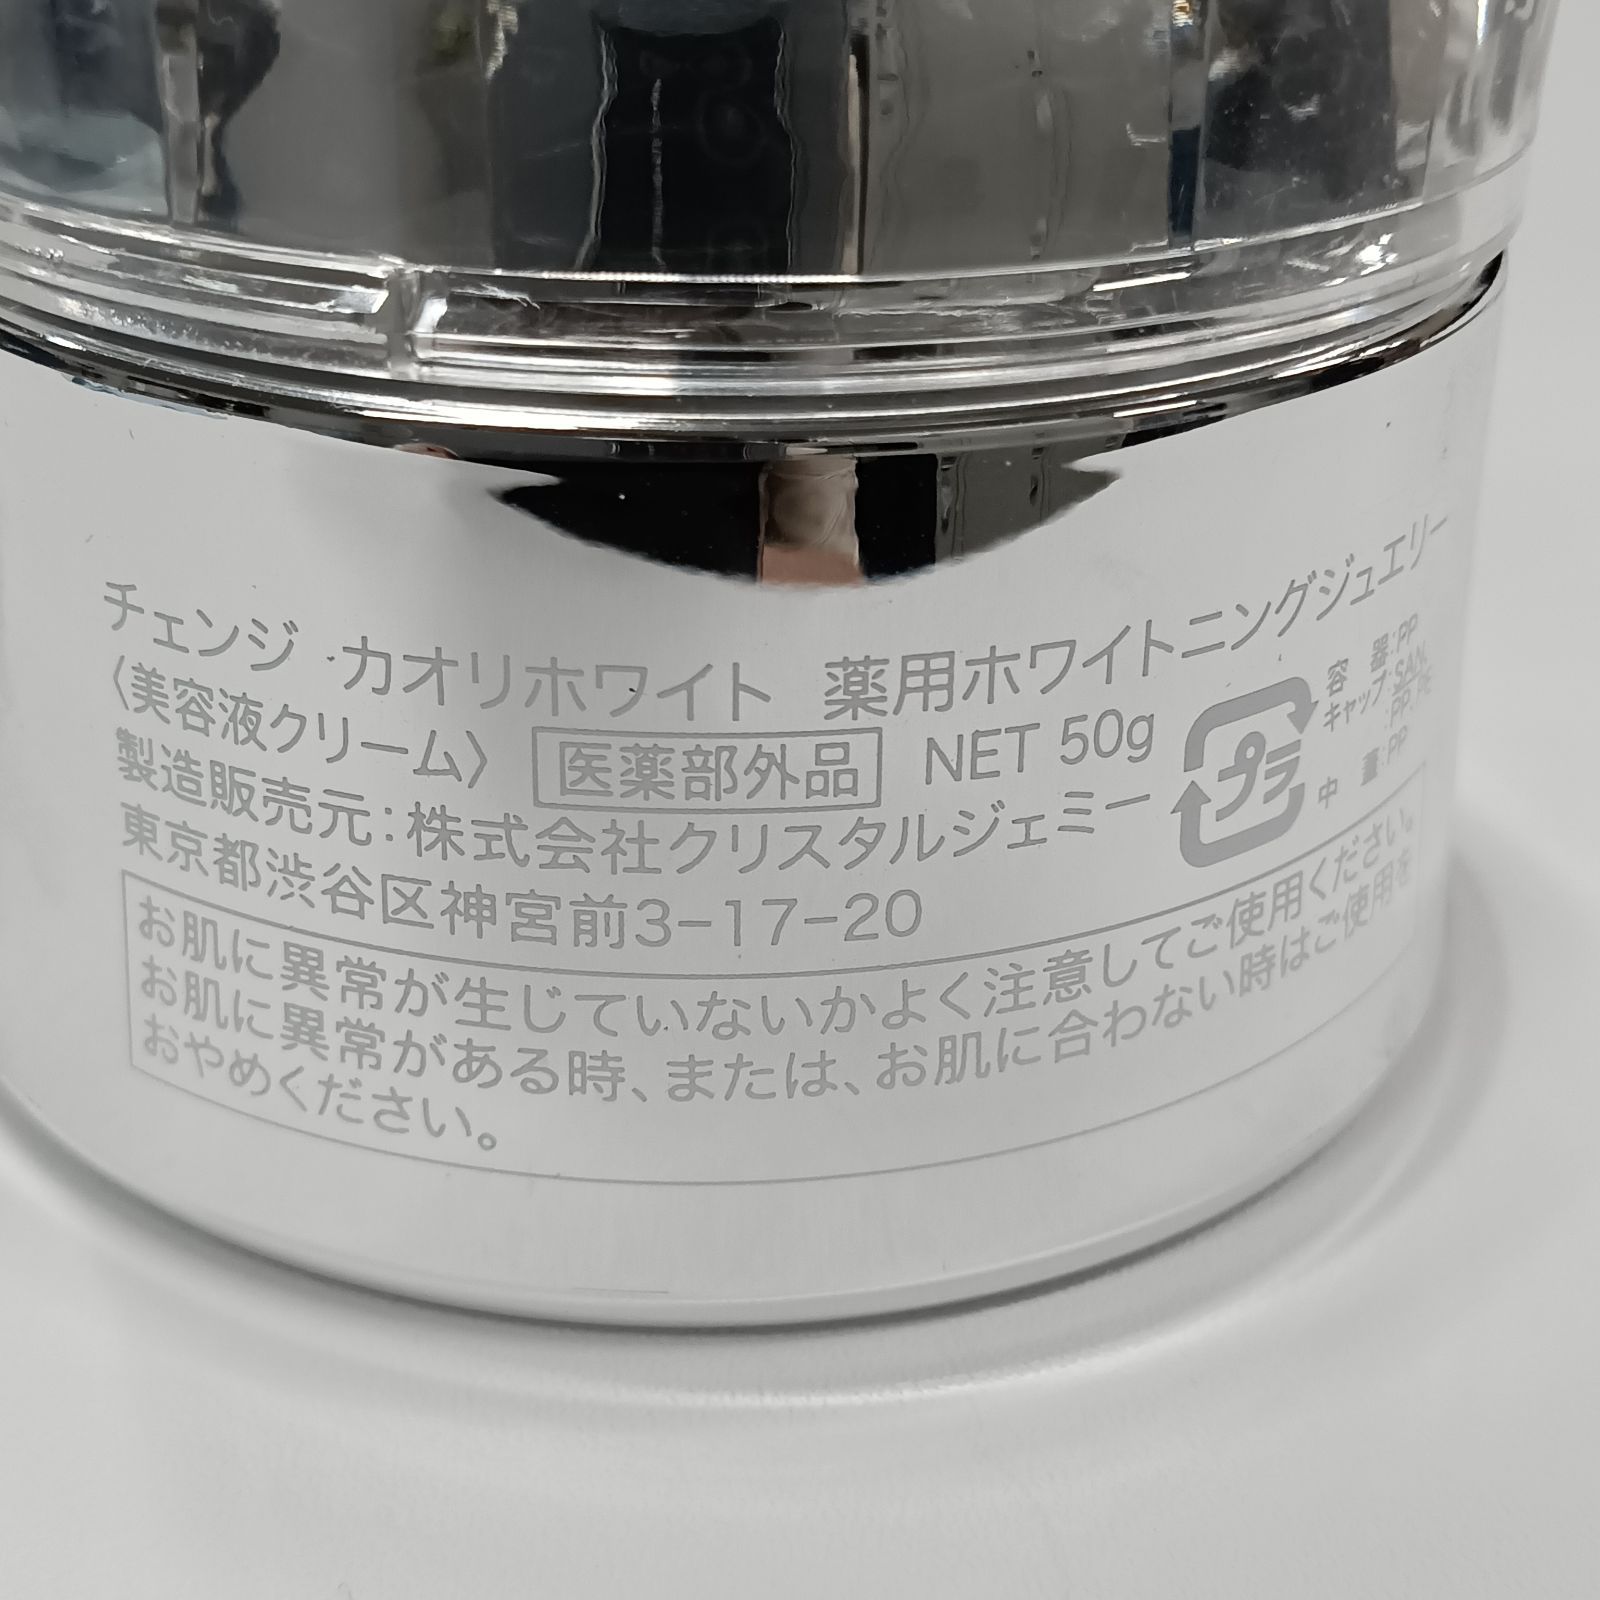 チェンジ カオリホワイト 薬用ホワイトニングジュエリー
〈美容液クリーム〉 医薬部外品 NET 50g
製造販売元：株式会社クリスタルジェミー
東京都渋谷区神宮前3-17-20
プラ
容 器：PP
キャップ：SAN,
：PP, PE
中 蓋：PP
お肌に異常が生じていないかよく注意してご使用ください。
お肌に異常がある時、または、お肌に合わない時はご使用を
おやめください。